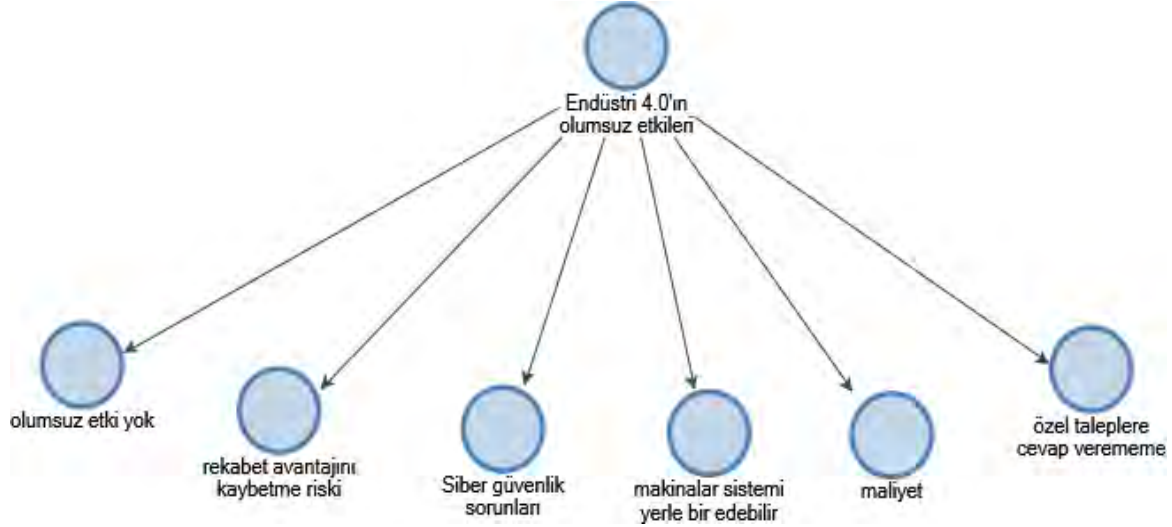 Endüstri 4.0'ın
olumsuz etkileri
olumsuz etki yok
rekabet avantajını
kaybetme riski
Siber güvenlik
sorunları
makinalar sistemi
yerle bir edebilir
maliyet
özel taleplere
cevap verememe